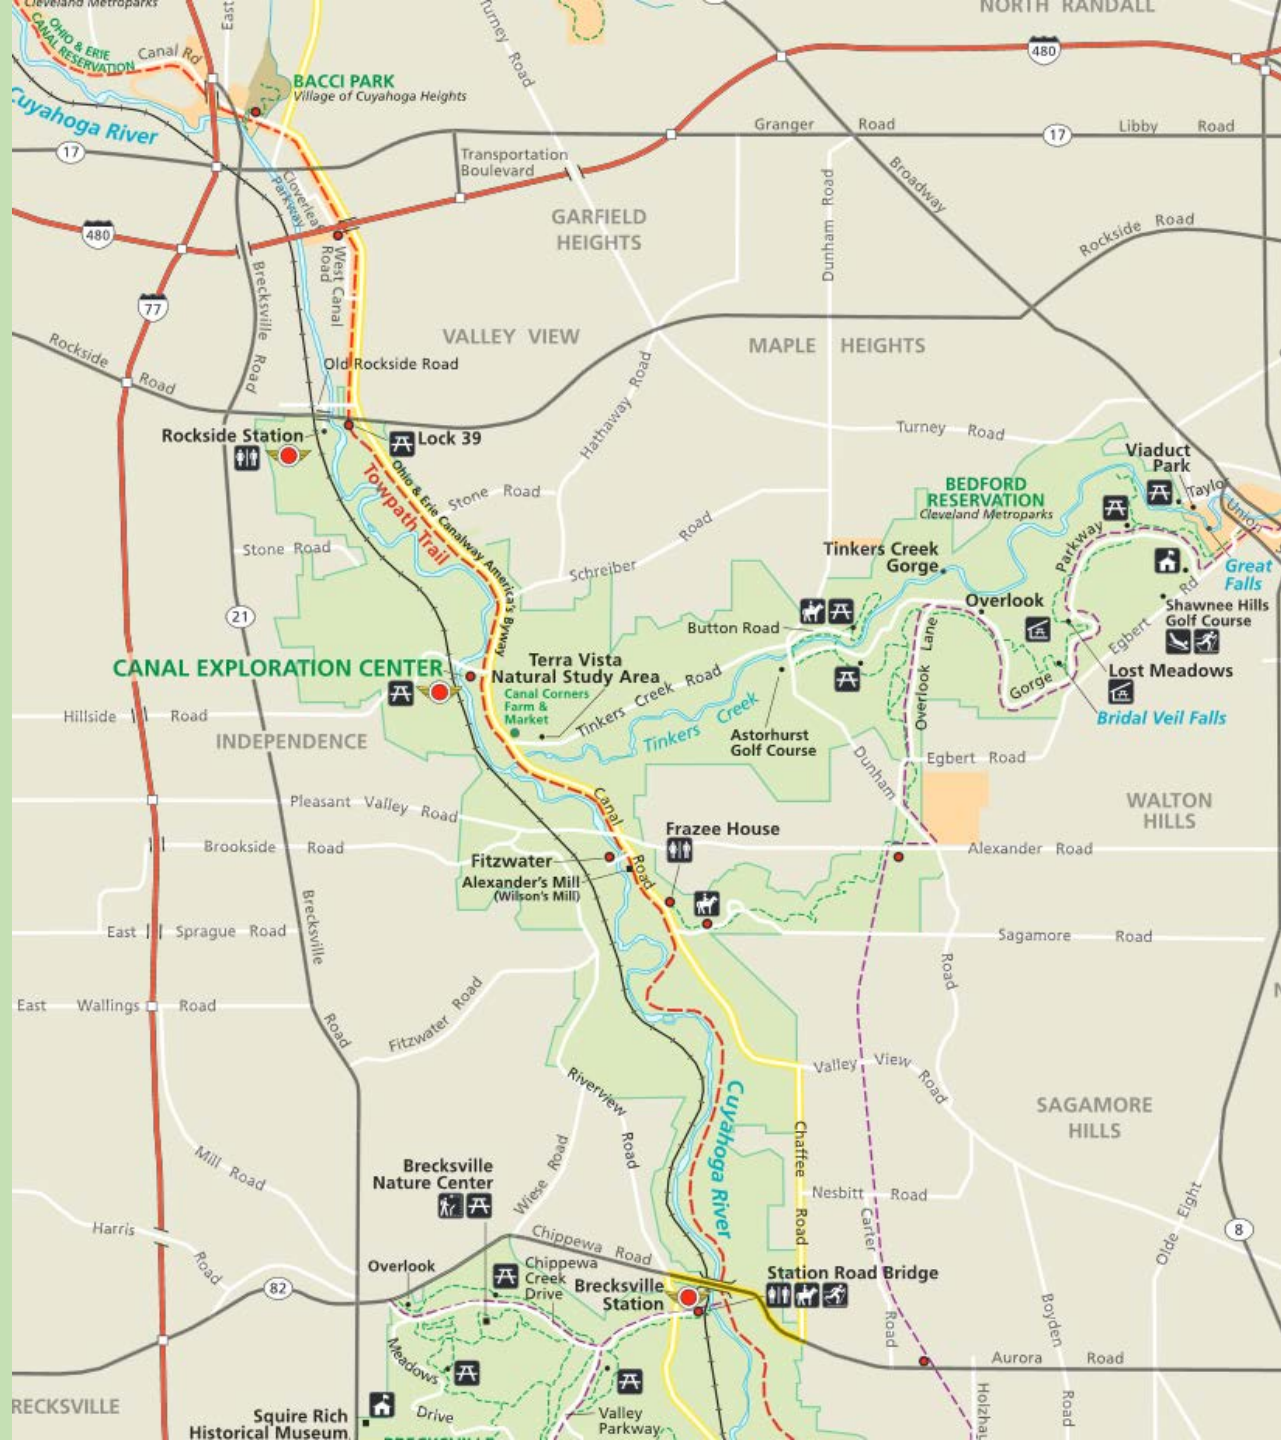 Cleveland Metroparks
OHIO & ERIE
CANAL RESERVATION
Canal Rd
East
Turney Road
NORTH RANDALL
480
BACCI PARK
Village of Cuyahoga Heights
Cuyahoga River
17
Granger Road
17
Libby Road
Transportation
Boulevard
Cloverleaf
Parkway
Broadway
Dunham Road
GARFIELD
HEIGHTS
Rockside Road
480
West Canal
Road
Brecksville Road
77
VALLEY VIEW
MAPLE HEIGHTS
Rockside Road
Old Rockside Road
Hathaway Road
Turney Road
Rockside Station
Lock 39
Viaduct
Park
Taylor
Union
Towpath Trail
Ohio & Erie Canalway America's Byway
Stone Road
BEDFORD
RESERVATION
Cleveland Metroparks
Parkway
Stone Road
Schreiber Road
Tinkers Creek
Gorge
Great
Falls
21
Overlook
Shawnee Hills
Golf Course
Egbert Rd
Button Road
Overlook Lane
CANAL EXPLORATION CENTER
Terra Vista
Natural Study Area
Canal Corners
Farm &
Market
Tinkers Creek Road
Tinkers Creek
Lost Meadows
Gorge
Bridal Veil Falls
Hillside Road
INDEPENDENCE
Astorhurst
Golf Course
Dunham
Egbert Road
Pleasant Valley Road
Canal
Road
WALTON
HILLS
Frazee House
Brookside Road
Fitzwater
Alexander's Mill
(Wilson's Mill)
Alexander Road
Brecksville
East Sprague Road
Sagamore Road
Road
East Wallings Road
Road
Fitzwater Road
Valley View Road
Riverview
Road
Cuyahoga River
SAGAMORE
HILLS
Chaffee
Road
Mill Road
Brecksville
Nature Center
Wiese Road
Nesbitt Road
Carter
Road
Olde Eight
8
Harris
Road
Chippewa Road
82
Overlook
Chippewa
Creek
Drive
Brecksville
Station
Station Road Bridge
Boyden
Road
Meadows
Drive
Aurora Road
RECKSVILLE
Squire Rich
Historical Museum
Valley
Parkway